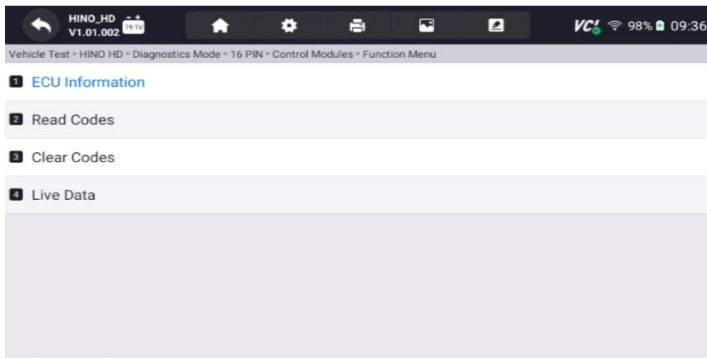 HINO_HD
V1.01.002
19.1V
VCI
98%
09:36
Vehicle Test > HINO HD > Diagnostics Mode > 16 PIN > Control Modules > Function Menu
1 ECU Information
2 Read Codes
3 Clear Codes
4 Live Data